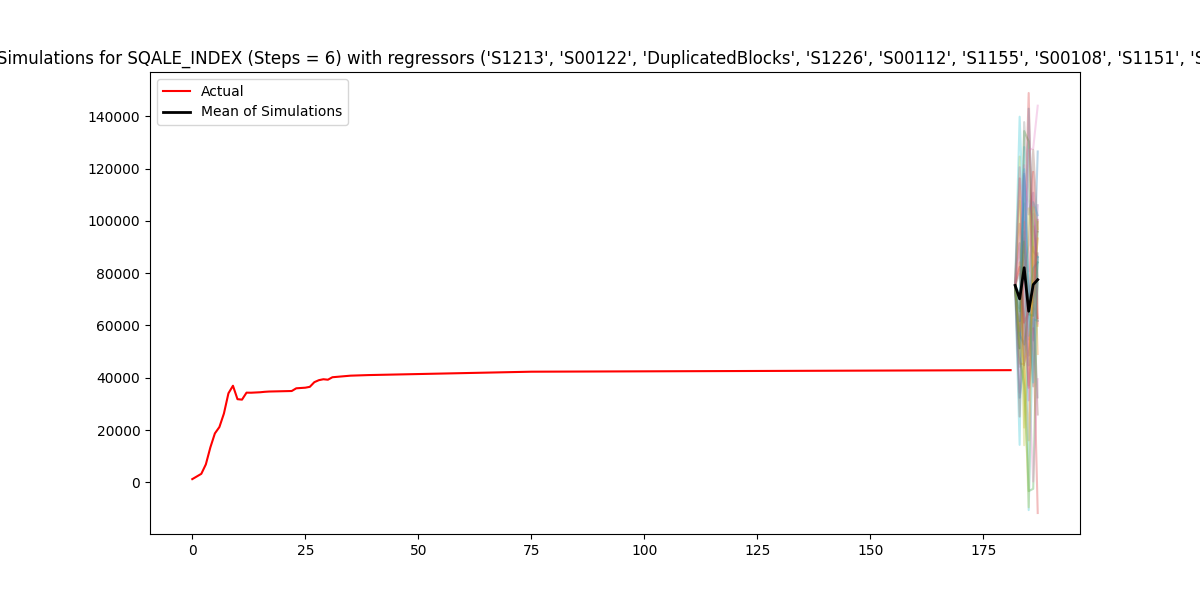 Simulations for SQALE_INDEX (Steps = 6) with regressors ('S1213', 'S00122', 'DuplicatedBlocks', 'S1226', 'S00112', 'S1155', 'S00108', 'S1151', 'S
Actual
Mean of Simulations
140000
120000
100000
80000
60000
40000
20000
0
0 25 50 75 100 125 150 175